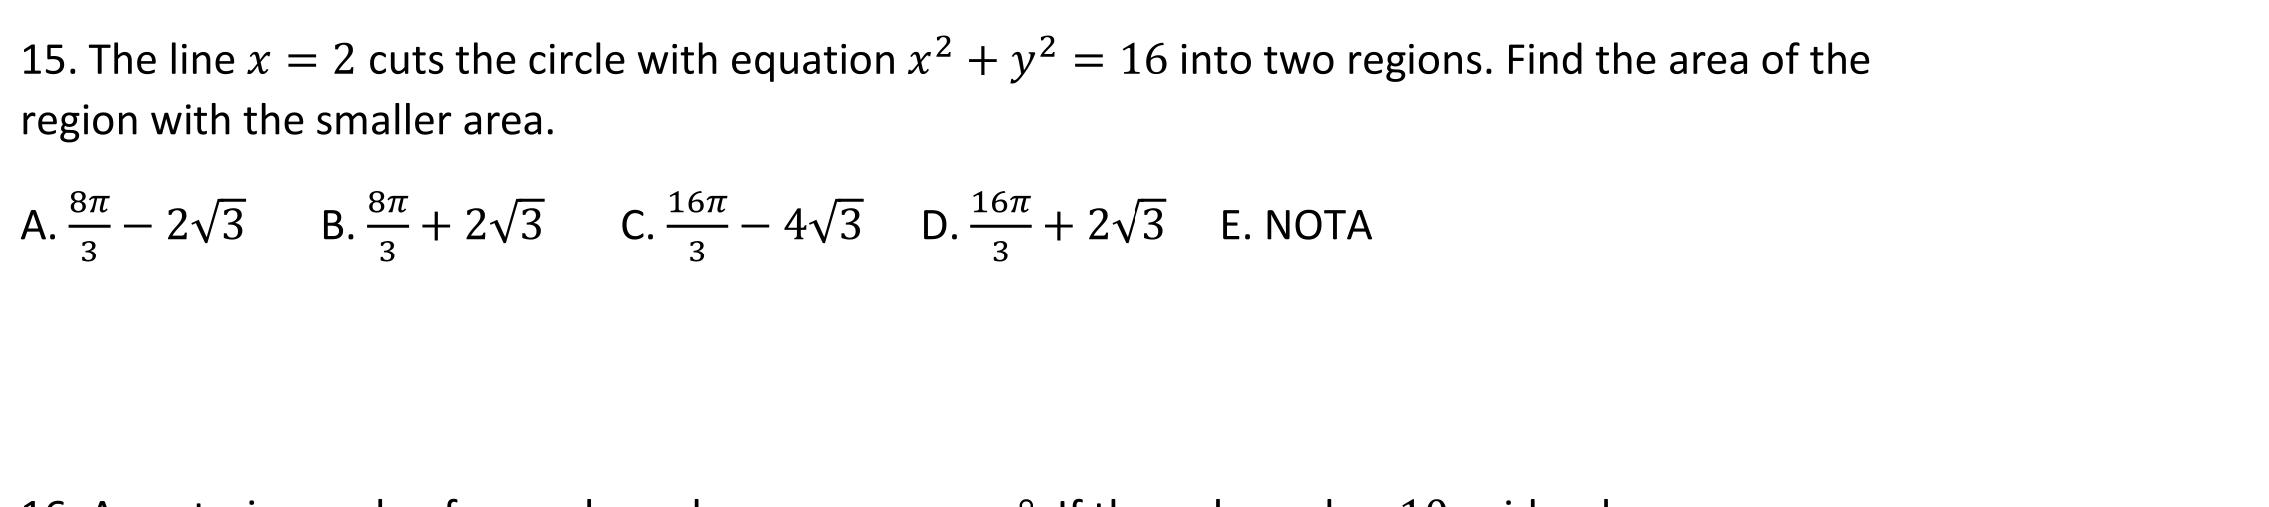 15. The line x = 2 cuts the circle with equation x² + y² = 16 into two regions. Find the area of the
region with the smaller area.
A. 8π/3 − 2√3 B. 8π/3 + 2√3 C. 16π/3 − 4√3 D. 16π/3 + 2√3 E. NOTA